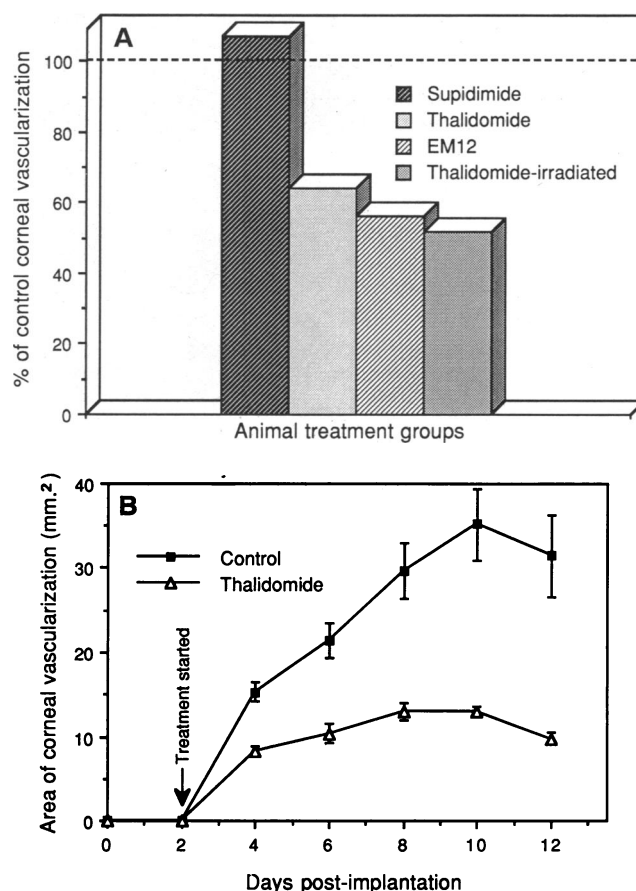 A
% of control corneal vascularization
100
80
60
40
20
0
Supidimide
Thalidomide
EM12
Thalidomide-irradiated
Animal treatment groups
B
Area of corneal vascularization (mm.²)
40
30
20
10
0
Control
Thalidomide
Treatment started
0 2 4 6 8 10 12
Days post-implantation